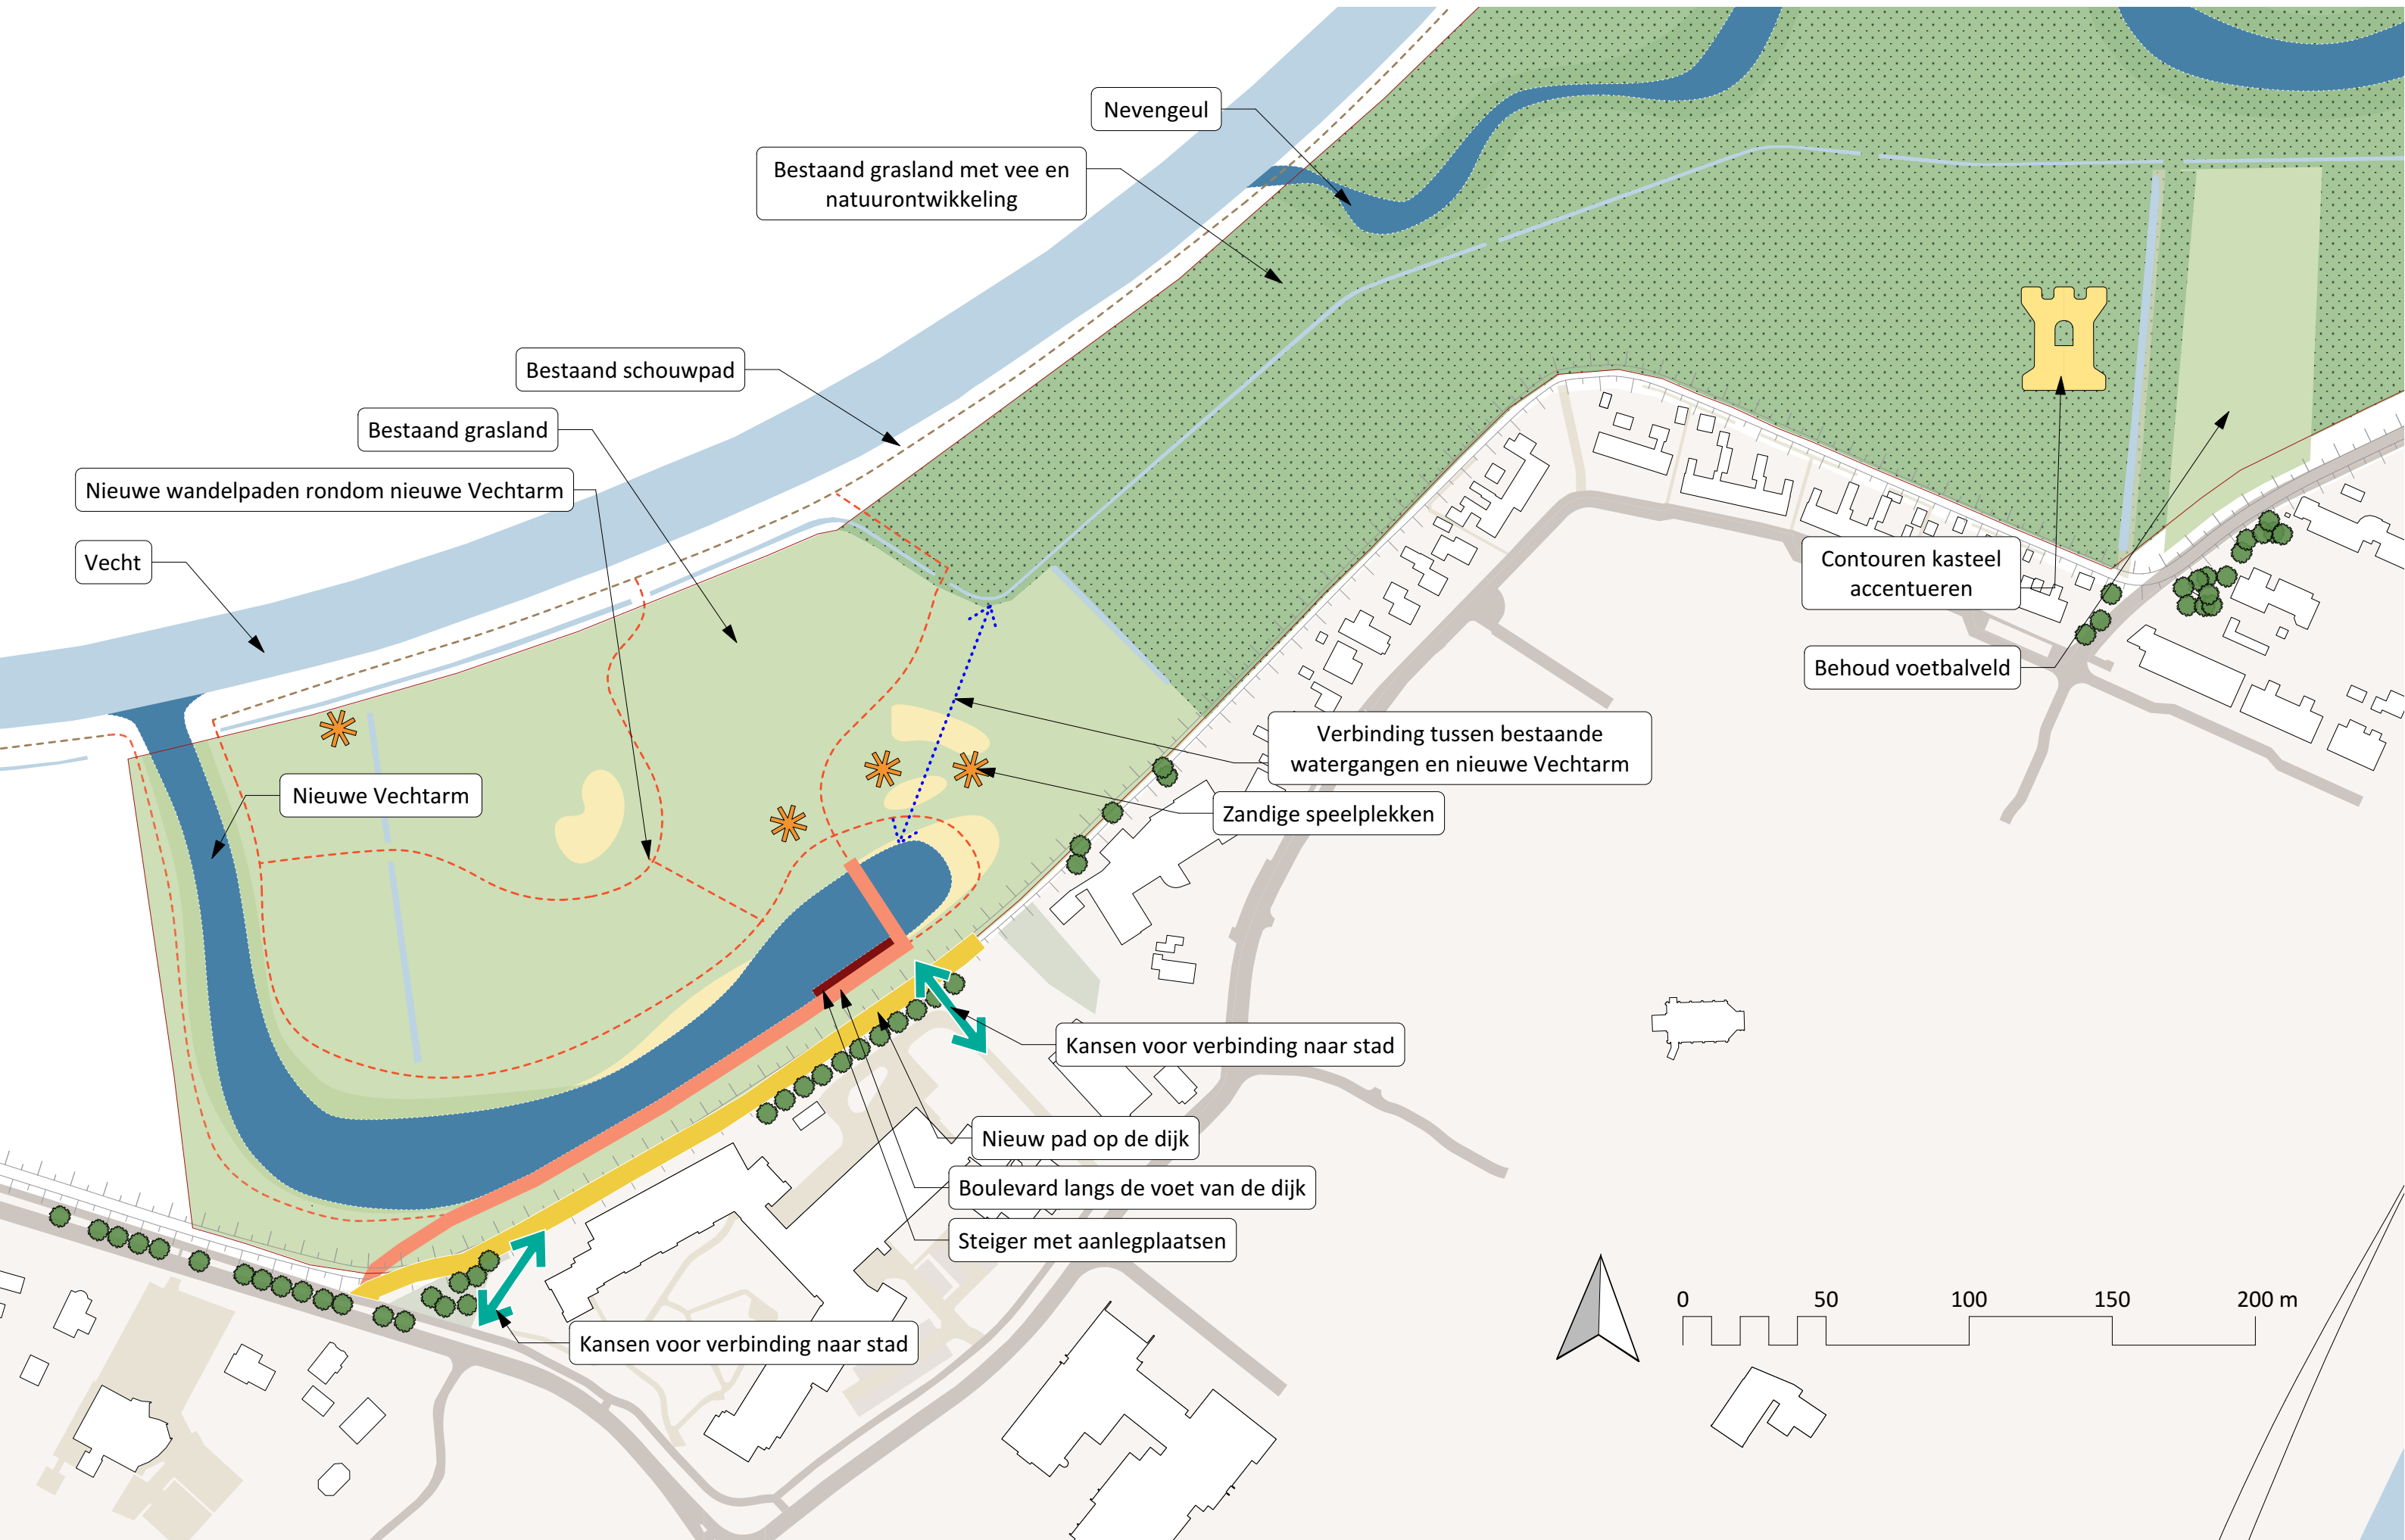 Nevengeul
Bestaand grasland met vee en
natuurontwikkeling
Bestaand schouwpad
Bestaand grasland
Nieuwe wandelpaden rondom nieuwe Vechtarm
Vecht
Contouren kasteel
accentueren
Behoud voetbalveld
Verbinding tussen bestaande
watergangen en nieuwe Vechtarm
Nieuwe Vechtarm
Zandige speelplekken
Kansen voor verbinding naar stad
Nieuw pad op de dijk
Boulevard langs de voet van de dijk
Steiger met aanlegplaatsen
Kansen voor verbinding naar stad
0 50 100 150 200 m